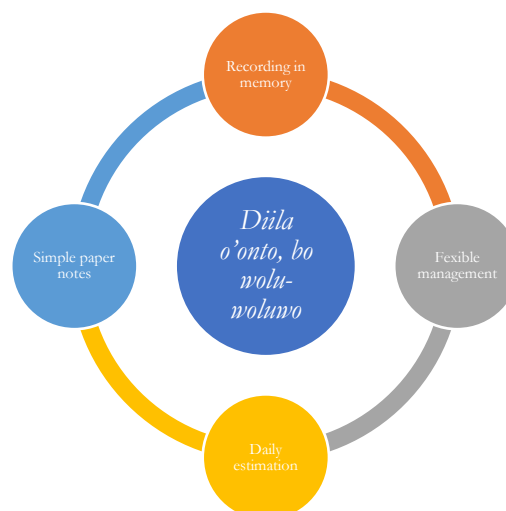 Recording in
memory
Diila
o’onto, bo
wolu-
woluwo
Simple paper
notes
Fexible
management
Daily
estimation